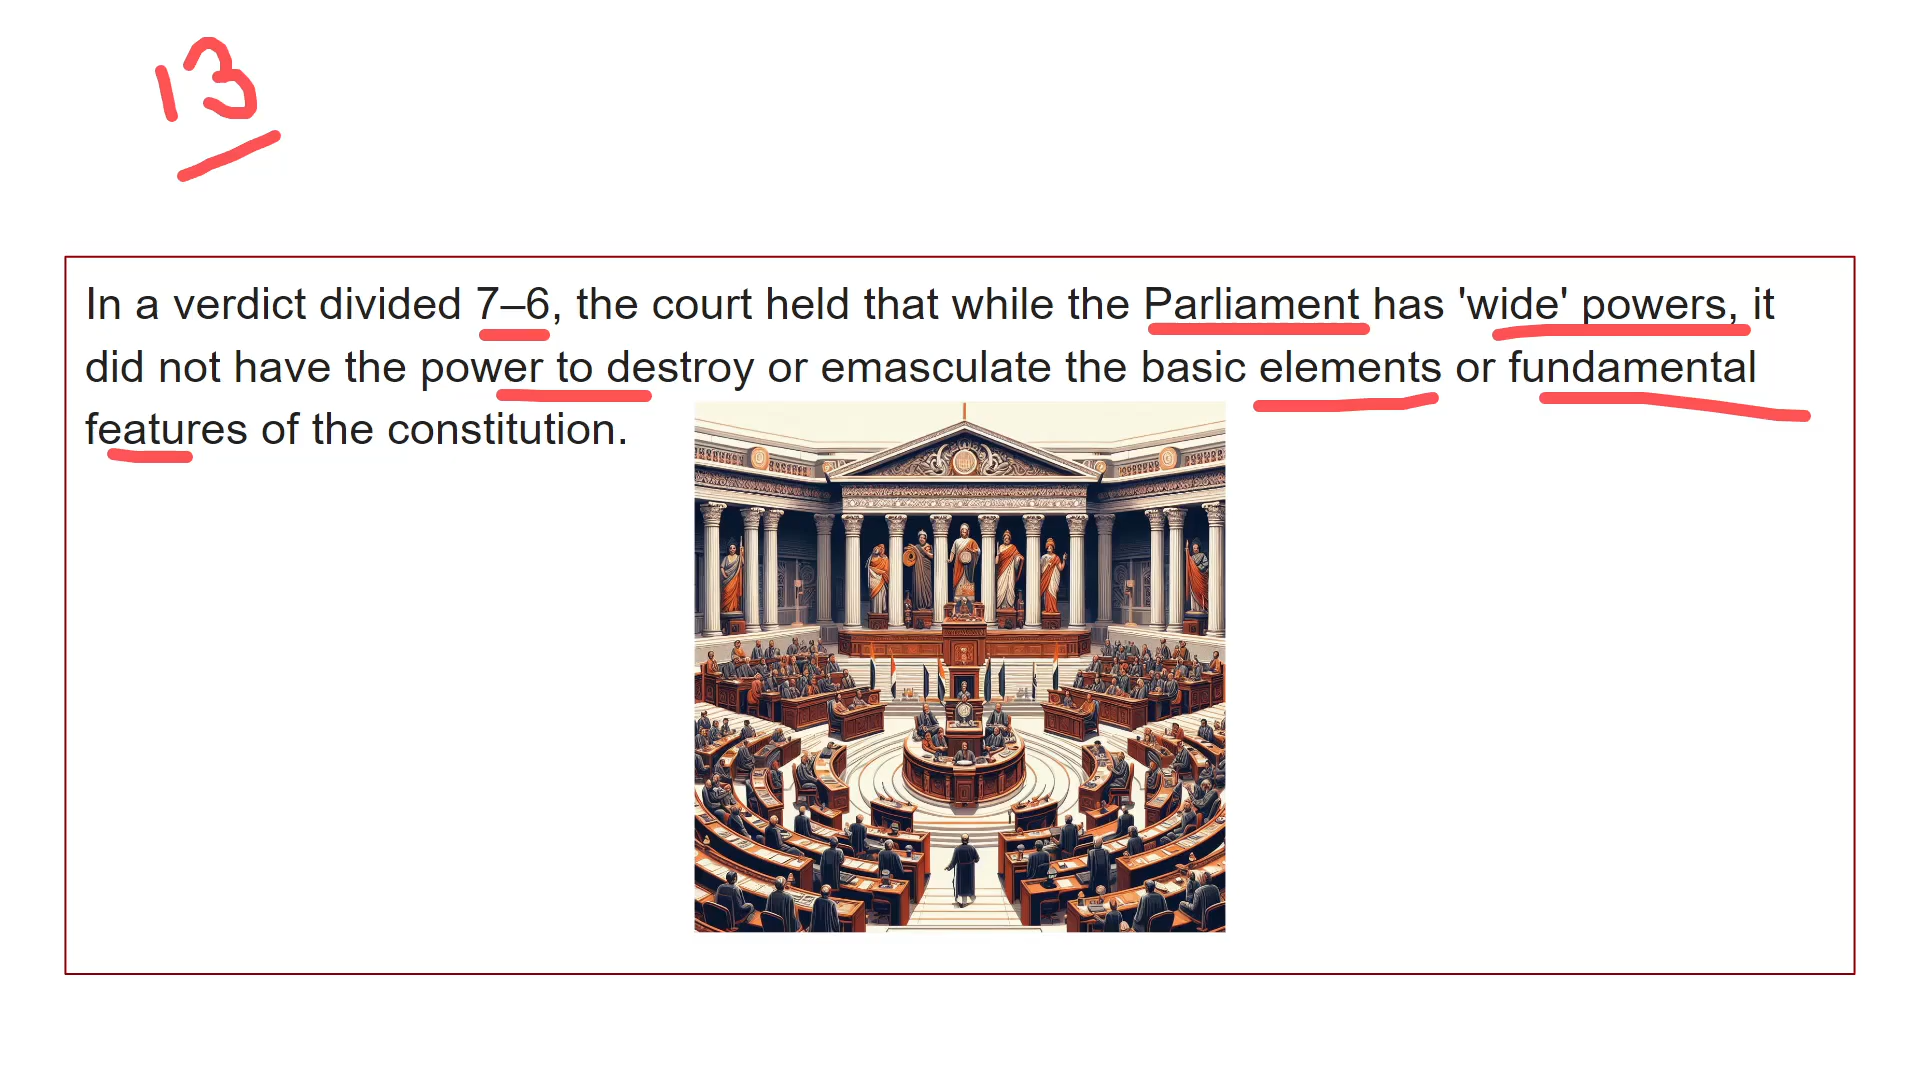 13
In a verdict divided 7–6, the court held that while the Parliament has 'wide' powers, it
did not have the power to destroy or emasculate the basic elements or fundamental
features of the constitution.